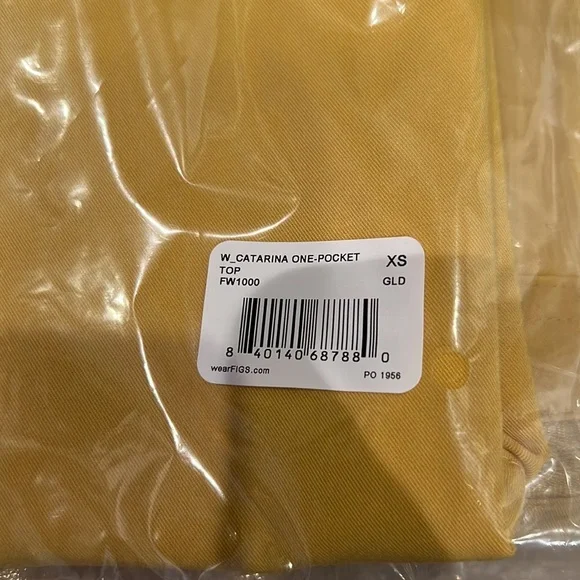 W_CATARINA ONE-POCKET XS
TOP
FW1000 GLD
8 40140 68788 0
wearFIGS.com PO 1956